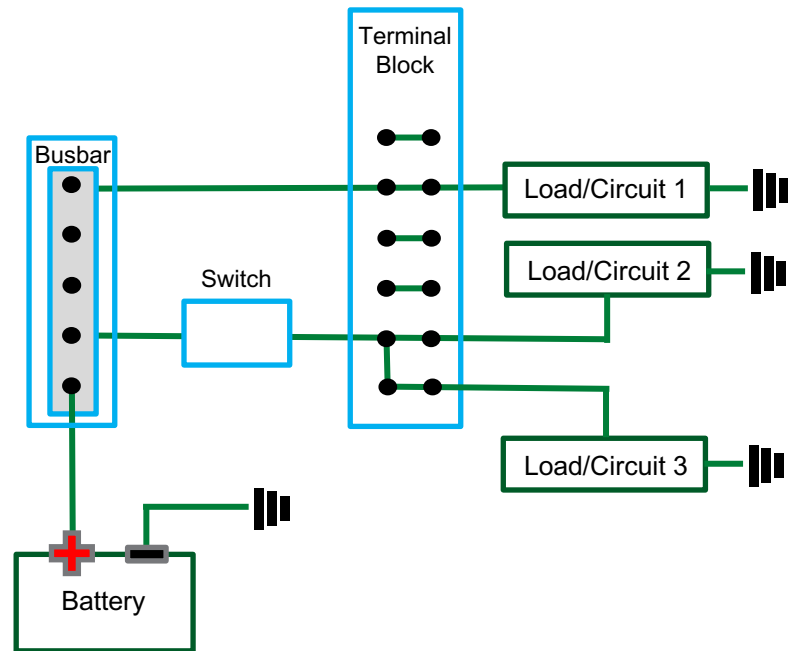 Terminal
Block
Busbar
Load/Circuit 1
Switch
Load/Circuit 2
Load/Circuit 3
Battery